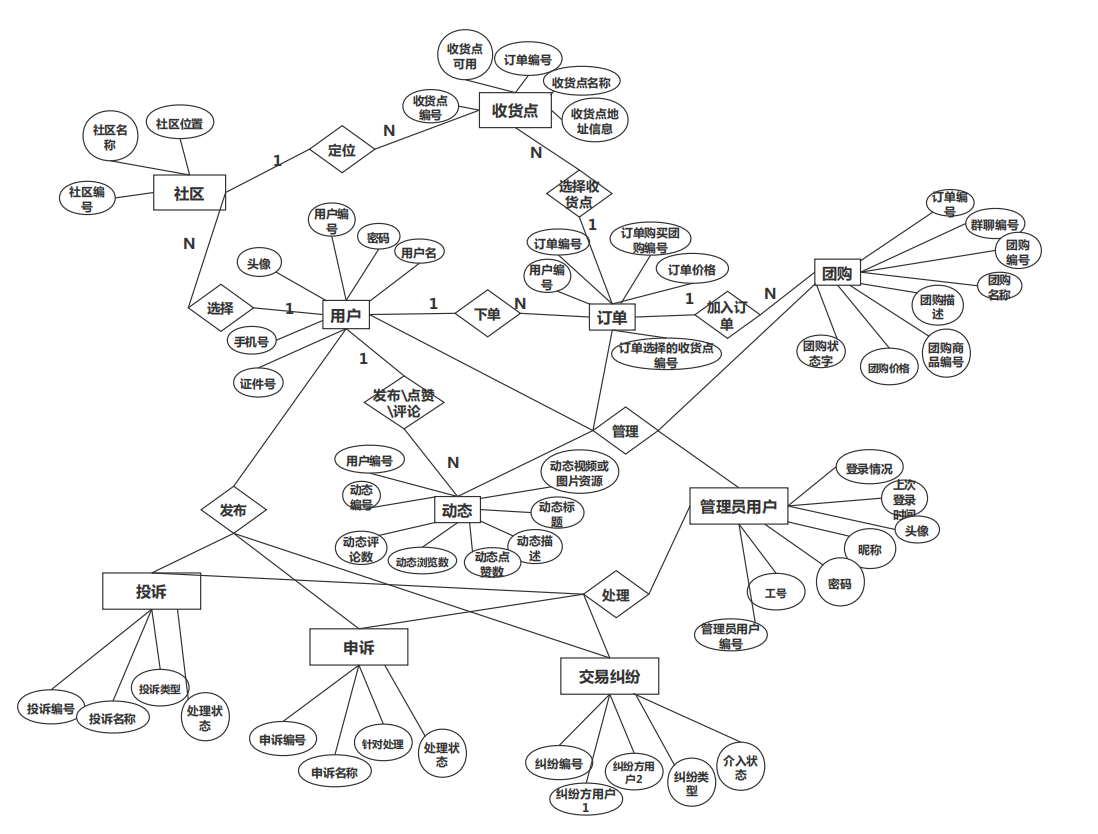 收货点
可用
订单编号
收货点名称
收货点
编号
收货点
收货点地
址信息
社区名
称
社区位置
N
定位
1
N
选择收
货点
社区编
号
社区
1
订单编
号
用户编
号
密码
用户名
N
头像
订单编号
订单购买团
购编号
群聊编号
团购
编号
用户编
号
订单价格
团购
团购
名称
选择
1
用户
1
下单
N
订单
1
加入订
单
N
团购描
述
手机号
证件号
1
订单选择的收货点
编号
团购状
态字
团购价格
团购商
品编号
发布\点赞
\评论
管理
N
用户编号
动态视频或
图片资源
登录情况
动态
编号
上次
登录
时间
发布
动态
动态标
题
管理员用户
头像
动态评
论数
动态浏览数
动态点
赞数
动态描
述
昵称
密码
工号
投诉
处理
管理员用户
编号
申诉
交易纠纷
投诉编号
投诉名称
投诉类型
处理状
态
申诉编号
申诉名称
针对处理
处理状
态
纠纷编号
纠纷方用户
1
纠纷方用
户2
纠纷类
型
介入状
态